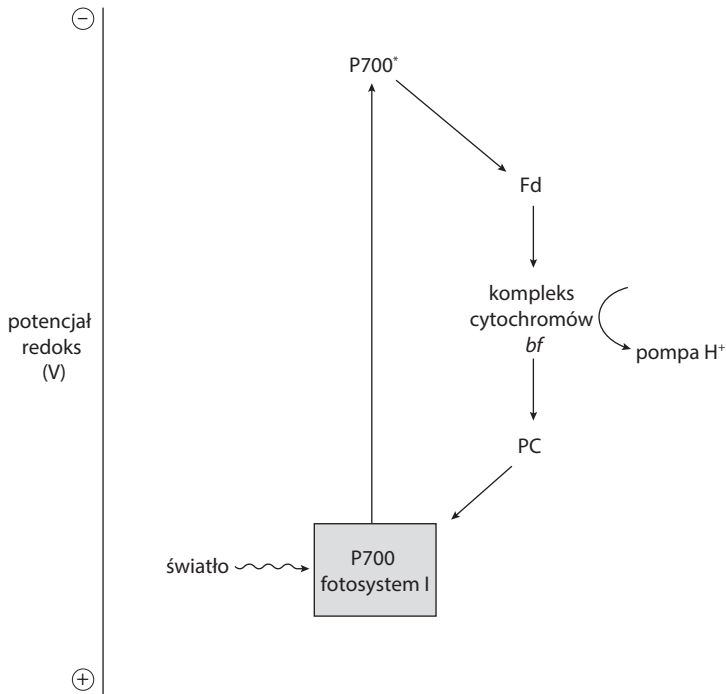 −
P700*
Fd
kompleks
cytochromów
bf
pompa H⁺
potencjał
redoks
(V)
PC
światło
P700
fotosystem I
+